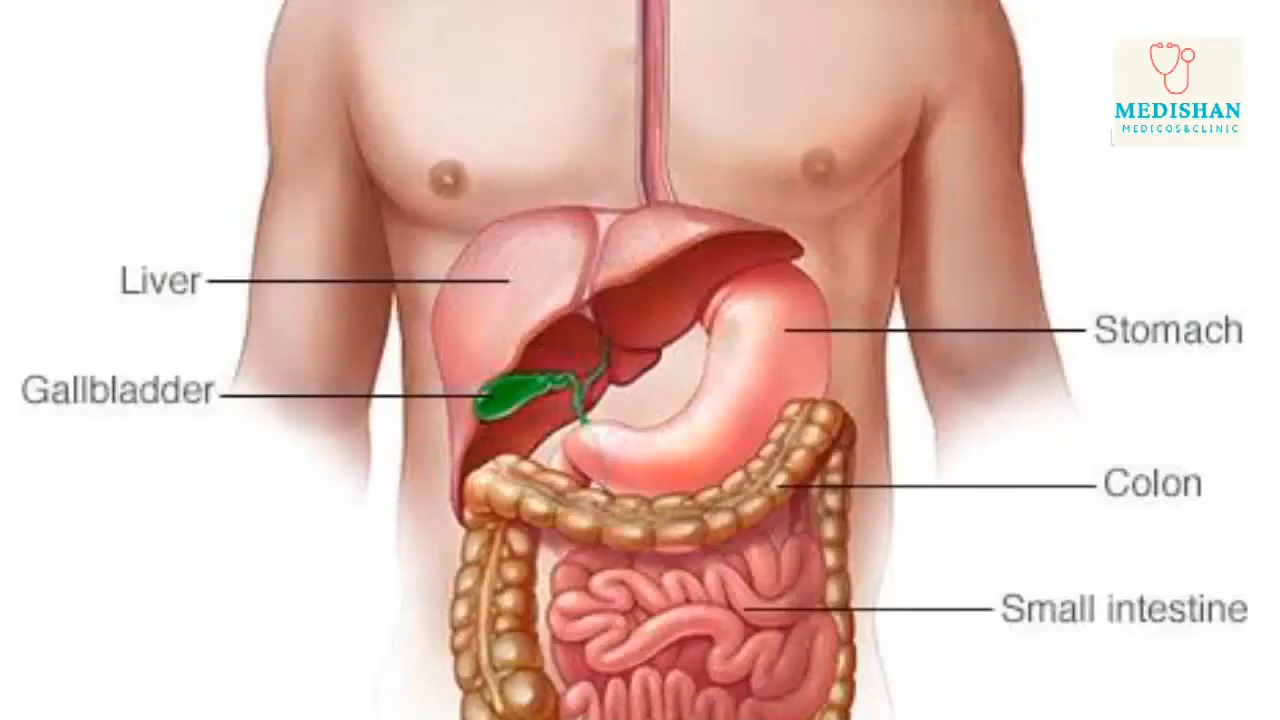 MEDISHAN
MEDICOS&CLINIC
Liver
Stomach
Gallbladder
Colon
Small intestine